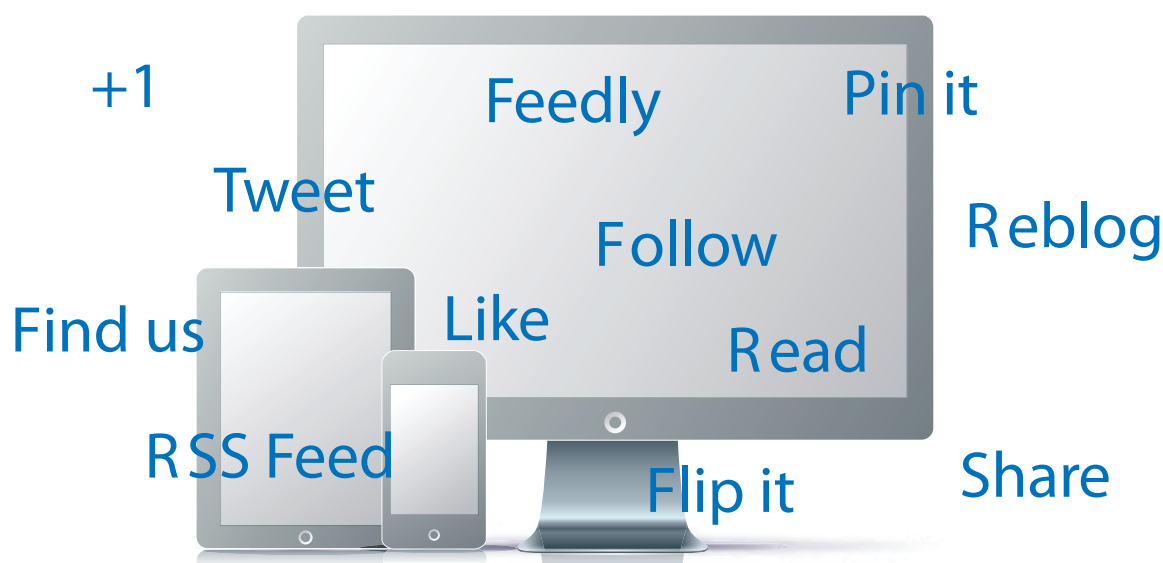 +1
Feedly
Pin it
Tweet
Follow
Reblog
Find us
Like
Read
RSS Feed
Flip it
Share